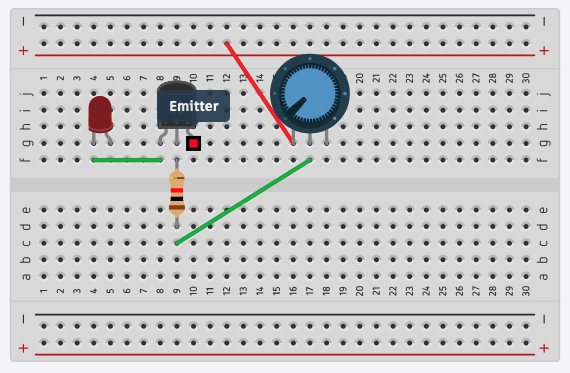 − −
+ +
1 2 3 4 5 6 7 8 9 10 11 12 13 14 15 16 17 18 19 20 21 22 23 24 25 26 27 28 29 30
j j
i i
Emitter
h h
g g
f f
e e
d d
c c
b b
a a
1 2 3 4 5 6 7 8 9 10 11 12 13 14 15 16 17 18 19 20 21 22 23 24 25 26 27 28 29 30
− −
+ +